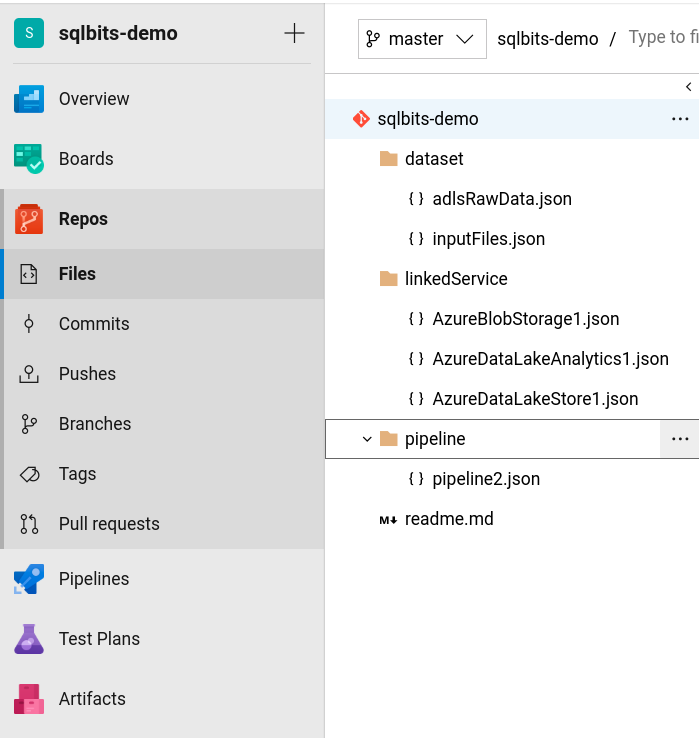 S sqlbits-demo
Overview
Boards
Repos
Files
Commits
Pushes
Branches
Tags
Pull requests
Pipelines
Test Plans
Artifacts
master sqlbits-demo / Type to fi
sqlbits-demo
dataset
{ } adlsRawData.json
{ } inputFiles.json
linkedService
{ } AzureBlobStorage1.json
{ } AzureDataLakeAnalytics1.json
{ } AzureDataLakeStore1.json
pipeline
{ } pipeline2.json
M readme.md